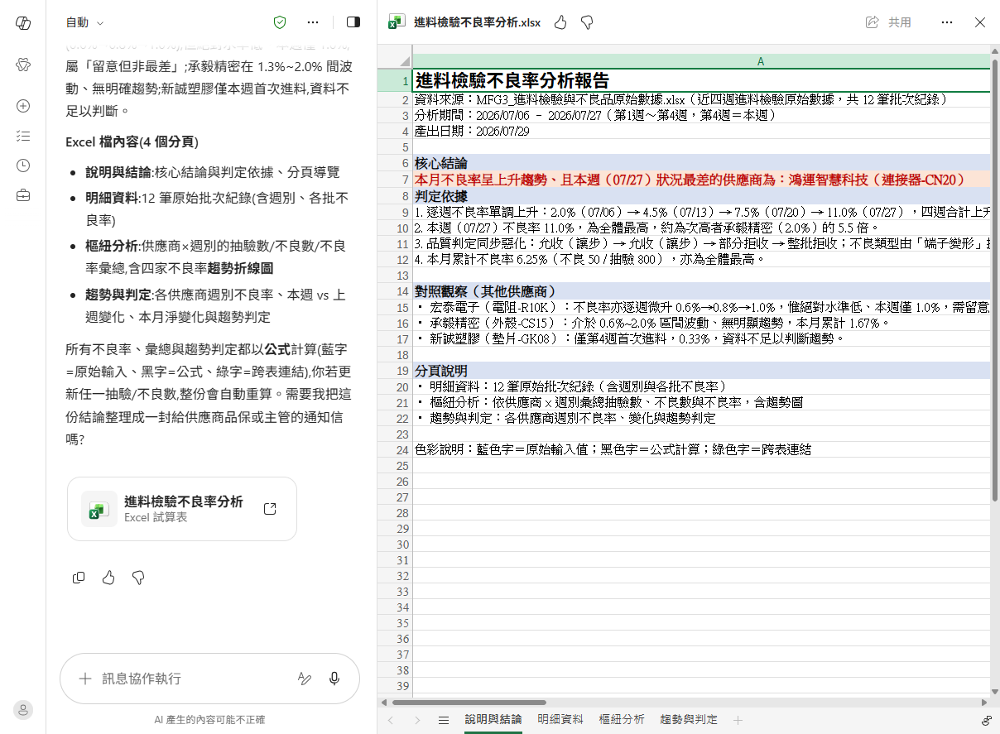 自動
屬「留意但非最差」;承毅精密在 1.3%~2.0% 間波
動、無明確趨勢;新誠塑膠僅本週首次進料,資料不
足以判斷。
Excel 檔內容(4 個分頁)
• 說明與結論:核心結論與判定依據、分頁導覽
• 明細資料:12 筆原始批次紀錄(含週別、各批不
良率)
• 樞紐分析:供應商×週別的抽驗數/不良數/不良
率彙總,含四家不良率趨勢折線圖
• 趨勢與判定:各供應商週別不良率、本週 vs 上
週變化、本月淨變化與趨勢判定
所有不良率、彙總與趨勢判定都以公式計算(藍字
=原始輸入、黑字=公式、綠字=跨表連結),你若更
新任一抽驗/不良數,整份會自動重算。需要我把這
份結論整理成一封給供應商品保或主管的通知信
嗎?
進料檢驗不良率分析
Excel 試算表
訊息協作執行
AI 產生的內容可能不正確
進料檢驗不良率分析.xlsx
共用
A
1 進料檢驗不良率分析報告
2 資料來源：MFG3_進料檢驗與不良品原始數據.xlsx（近四週進料檢驗原始數據，共 12 筆批次紀錄）
3 分析期間：2026/07/06 － 2026/07/27（第1週～第4週，第4週＝本週）
4 產出日期：2026/07/29
5
6 核心結論
7 本月不良率呈上升趨勢、且本週（07/27）狀況最差的供應商為：鴻運智慧科技（連接器-CN20）
8 判定依據
9 1. 逐週不良率單調上升：2.0%（07/06）→ 4.5%（07/13）→ 7.5%（07/20）→ 11.0%（07/27），四週合計上升
10 2. 本週（07/27）不良率 11.0%，為全體最高，約為次高者承毅精密（2.0%）的 5.5 倍。
11 3. 品質判定同步惡化：允收（讓步）→ 允收（讓步）→ 部分拒收 → 整批拒收；不良類型由「端子變形」
12 4. 本月累計不良率 6.25%（不良 50 / 抽驗 800），亦為全體最高。
13
14 對照觀察（其他供應商）
15 ・ 宏泰電子（電阻-R10K）：不良率亦逐週微升 0.6%→0.8%→1.0%，惟絕對水準低、本週僅 1.0%，需留意
16 ・ 承毅精密（外殼-CS15）：介於 0.6%~2.0% 區間波動、無明顯趨勢，本月累計 1.67%。
17 ・ 新誠塑膠（墊片-GK08）：僅第4週首次進料，0.33%，資料不足以判斷趨勢。
18
19 分頁說明
20 ・ 明細資料：12 筆原始批次紀錄（含週別與各批不良率）
21 ・ 樞紐分析：依供應商 × 週別彙總抽驗數、不良數與不良率，含趨勢圖
22 ・ 趨勢與判定：各供應商週別不良率、變化與趨勢判定
23
24 色彩說明：藍色字＝原始輸入值；黑色字＝公式計算；綠色字＝跨表連結
25
26
27
28
29
30
31
32
33
34
35
36
37
38
39
說明與結論 明細資料 樞紐分析 趨勢與判定